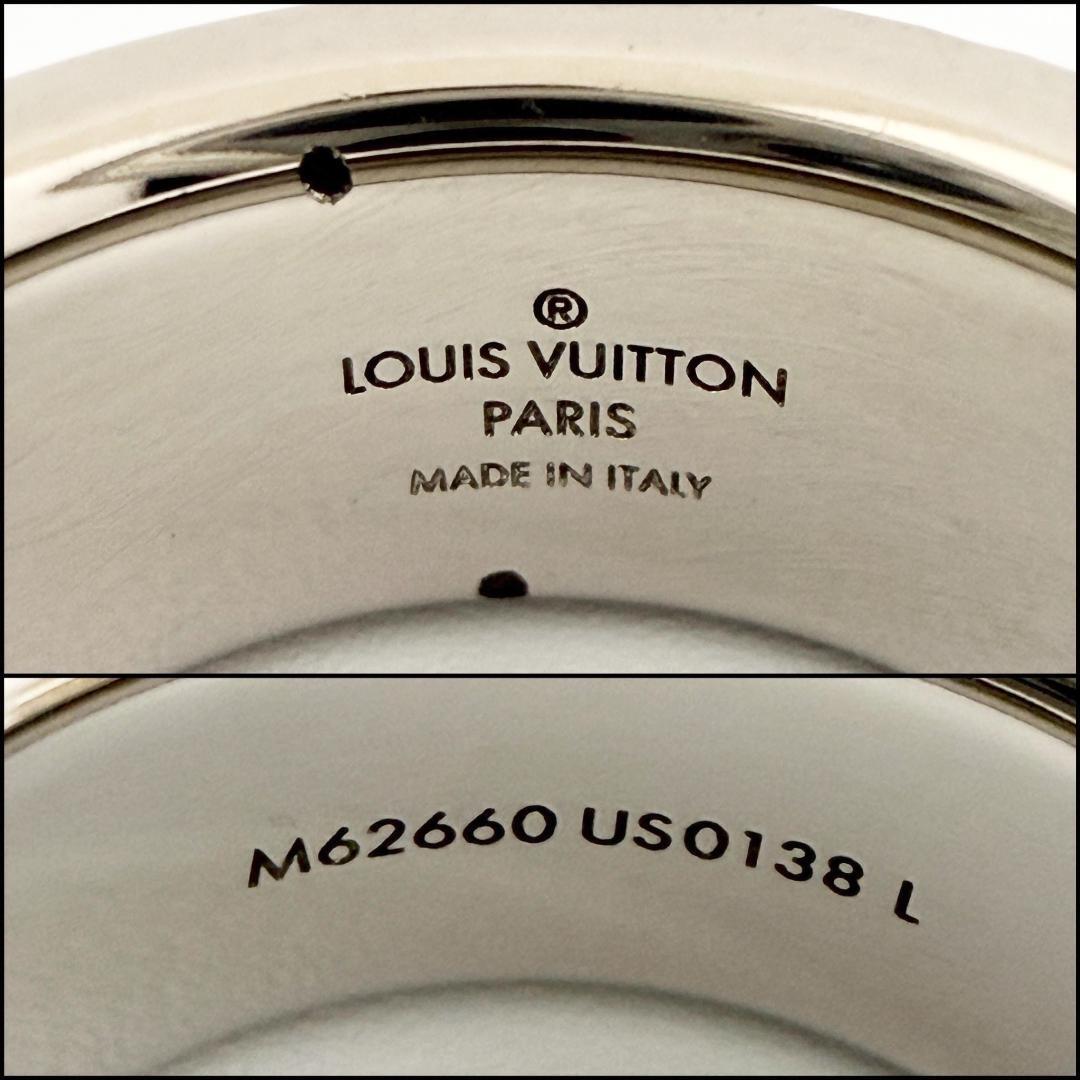 ®
LOUIS VUITTON
PARIS
MADE IN ITALY
M62660 US0138 L